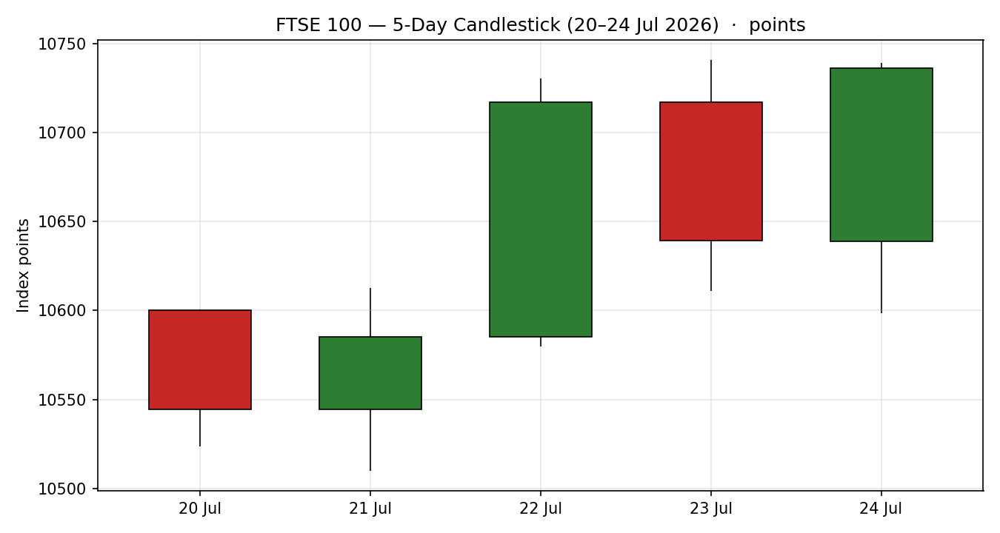 FTSE 100 — 5-Day Candlestick (20–24 Jul 2026)  ·  points
10750
10700
10650
10600
10550
10500
Index points
20 Jul
21 Jul
22 Jul
23 Jul
24 Jul